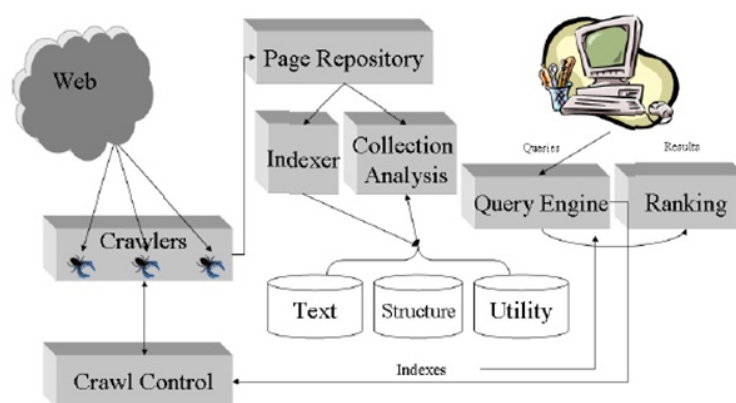 Web
Page Repository
Indexer
Collection
Analysis
Queries
Results
Query Engine
Ranking
Crawlers
Text
Structure
Utility
Indexes
Crawl Control